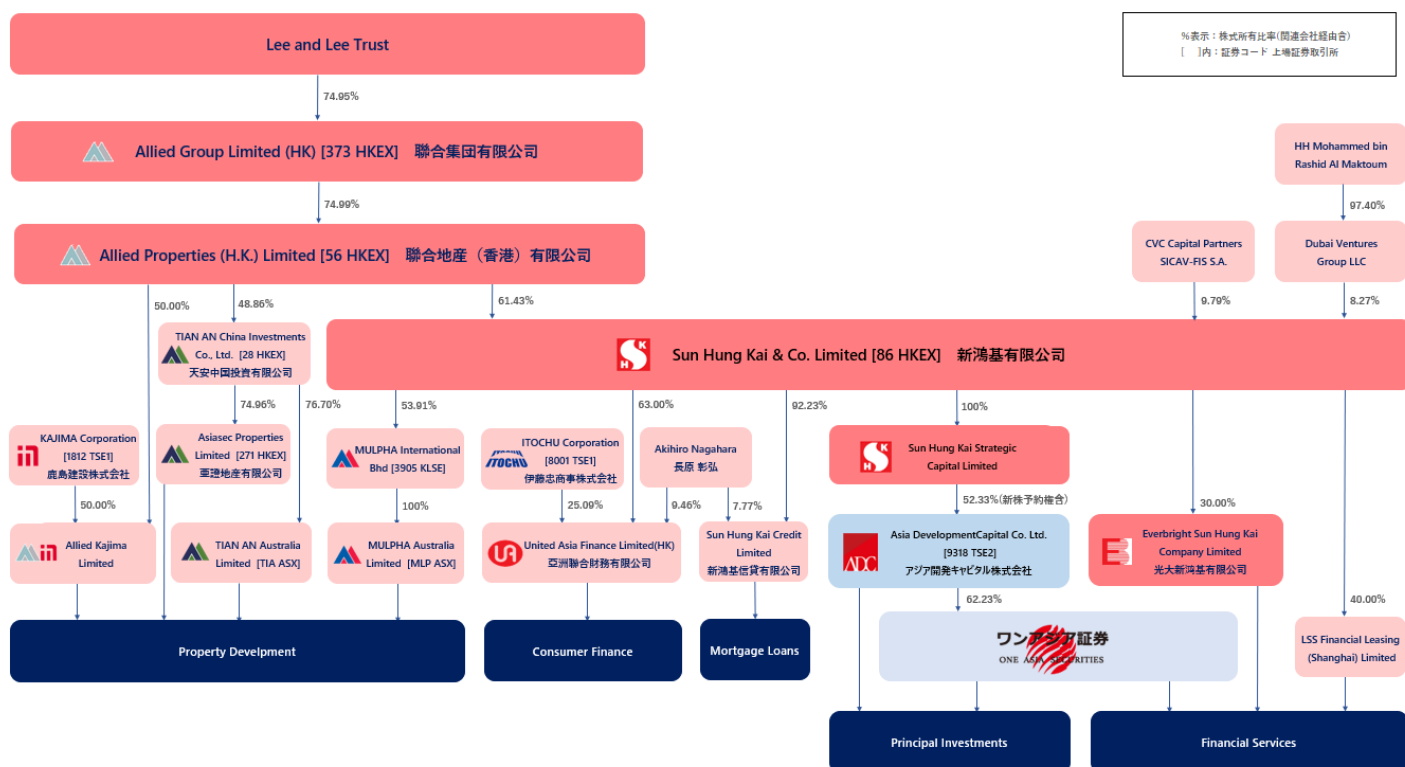 Lee and Lee Trust
%表示：株式所有比率(関連会社経由含)
[　]内：証券コード 上場証券取引所
74.95%
Allied Group Limited (HK) [373 HKEX]　聯合集団有限公司
HH Mohammed bin
Rashid Al Maktoum
74.99%
97.40%
Allied Properties (H.K.) Limited [56 HKEX]　聯合地産（香港）有限公司
CVC Capital Partners
SICAV-FIS S.A.
Dubai Ventures
Group LLC
50.00%
48.86%
61.43%
9.79%
8.27%
TIAN AN China Investments
Co., Ltd. [28 HKEX]
天安中国投資有限公司
S K H
Sun Hung Kai & Co. Limited [86 HKEX]　新鴻基有限公司
74.96%
76.70%
53.91%
63.00%
92.23%
100%
KAJIMA Corporation
[1812 TSE1]
鹿島建設株式会社
Asiasec Properties
Limited [271 HKEX]
亜證地産有限公司
MULPHA International
Bhd [3905 KLSE]
ITOCHU
ITOCHU Corporation
[8001 TSE1]
伊藤忠商事株式会社
Akihiro Nagahara
長原 彰弘
S K H
Sun Hung Kai Strategic
Capital Limited
50.00%
100%
25.09%
9.46%
7.77%
52.33%(新株予約権含)
30.00%
Allied Kajima
Limited
TIAN AN Australia
Limited [TIA ASX]
MULPHA Australia
Limited [MLP ASX]
UA
United Asia Finance Limited(HK)
亞洲聯合財務有限公司
Sun Hung Kai Credit
Limited
新鴻基信貸有限公司
ADC
Asia DevelopmentCapital Co. Ltd.
[9318 TSE2]
アジア開発キャピタル株式会社
Everbright Sun Hung Kai
Company Limited
光大新鴻基有限公司
62.23%
40.00%
Property Develpment
Consumer Finance
Mortgage Loans
ワンアジア証券
ONE ASIA SECURITIES
LSS Financial Leasing
(Shanghai) Limited
Principal Investments
Financial Services